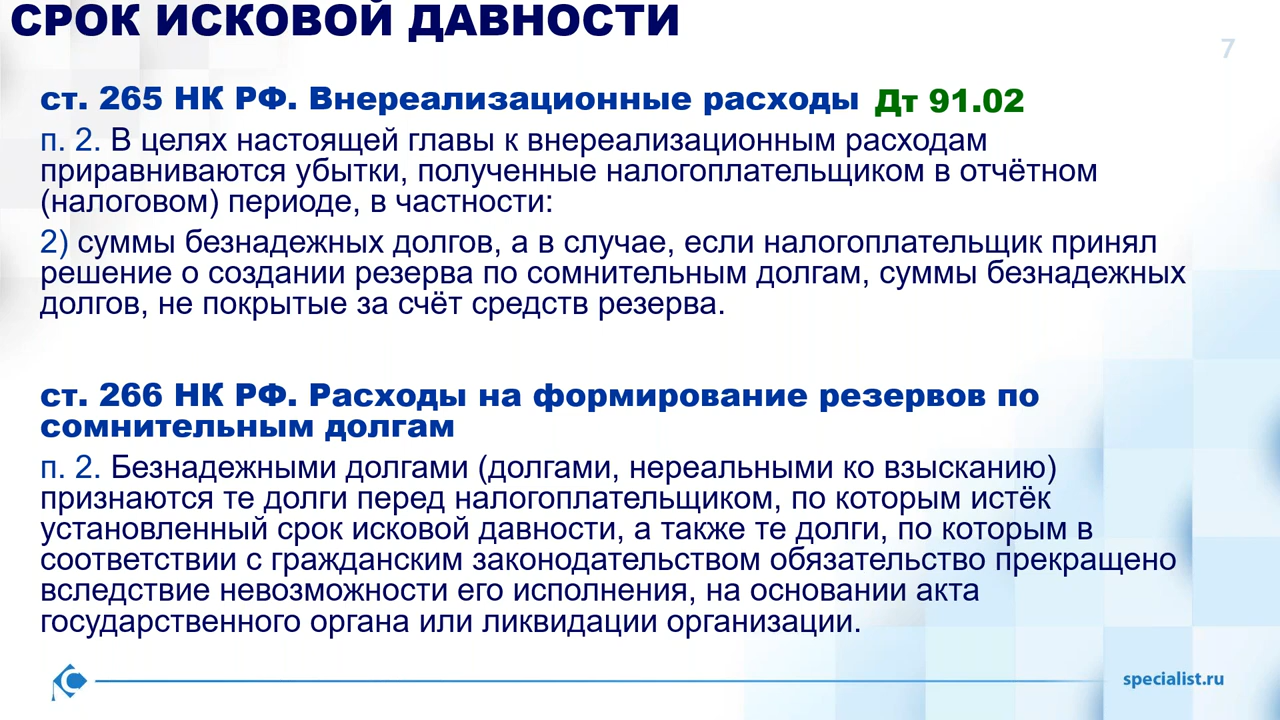 СРОК ИСКОВОЙ ДАВНОСТИ
7
ст. 265 НК РФ. Внереализационные расходы Дт 91.02
п. 2. В целях настоящей главы к внереализационным расходам
приравниваются убытки, полученные налогоплательщиком в отчётном
(налоговом) периоде, в частности:
2) суммы безнадежных долгов, а в случае, если налогоплательщик принял
решение о создании резерва по сомнительным долгам, суммы безнадежных
долгов, не покрытые за счёт средств резерва.
ст. 266 НК РФ. Расходы на формирование резервов по
сомнительным долгам
п. 2. Безнадежными долгами (долгами, нереальными ко взысканию)
признаются те долги перед налогоплательщиком, по которым истёк
установленный срок исковой давности, а также те долги, по которым в
соответствии с гражданским законодательством обязательство прекращено
вследствие невозможности его исполнения, на основании акта
государственного органа или ликвидации организации.
specialist.ru